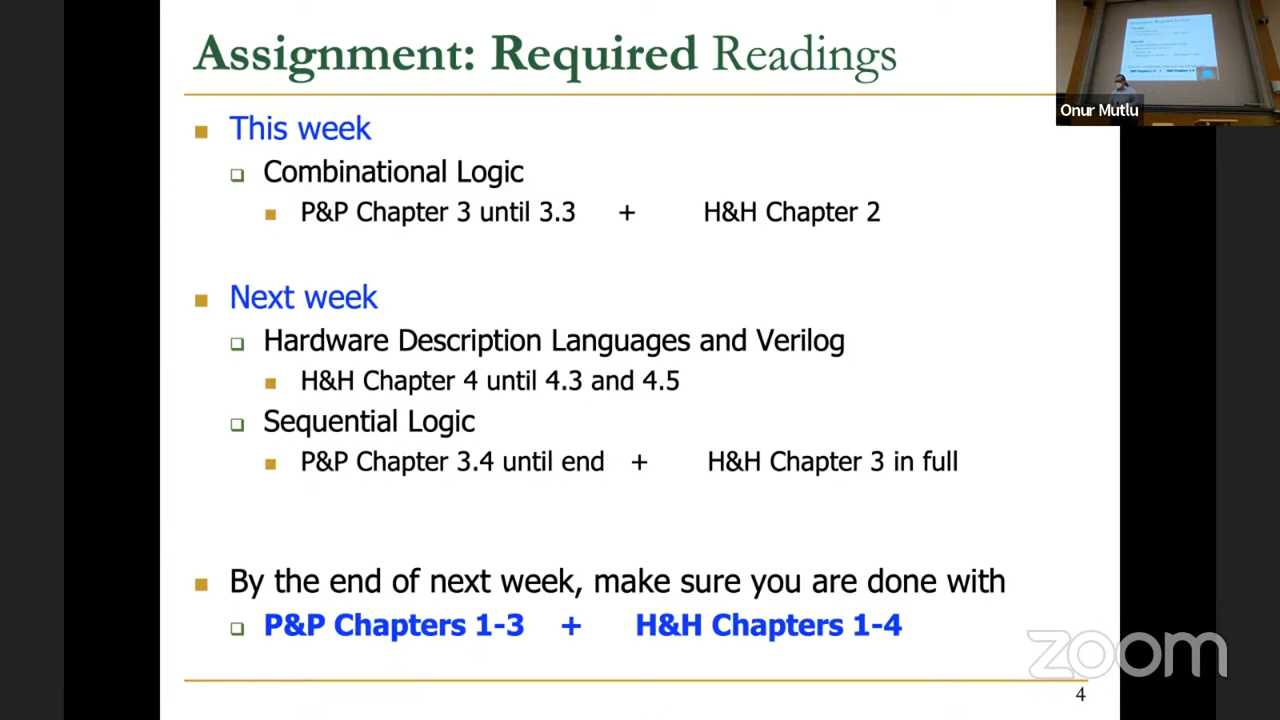 Assignment: Required Readings
Onur Mutlu
This week
Combinational Logic
P&P Chapter 3 until 3.3 + H&H Chapter 2
Next week
Hardware Description Languages and Verilog
H&H Chapter 4 until 4.3 and 4.5
Sequential Logic
P&P Chapter 3.4 until end + H&H Chapter 3 in full
By the end of next week, make sure you are done with
P&P Chapters 1-3 + H&H Chapters 1-4
zoom
4